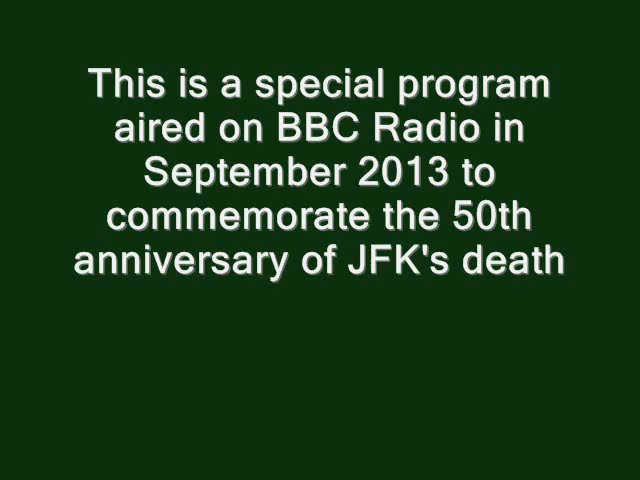 This is a special program
aired on BBC Radio in
September 2013 to
commemorate the 50th
anniversary of JFK's death